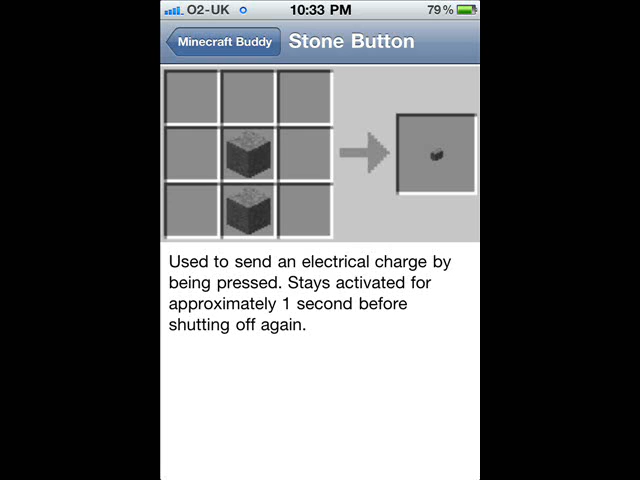 O2-UK 10:33 PM 79%
Minecraft Buddy Stone Button
Used to send an electrical charge by
being pressed. Stays activated for
approximately 1 second before
shutting off again.